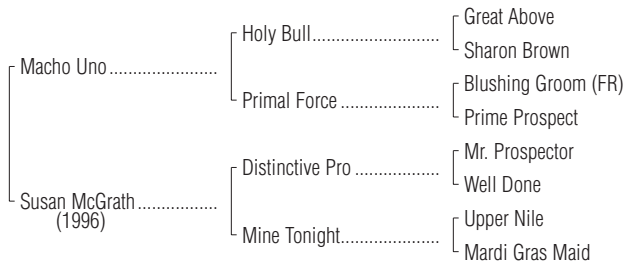 Great Above
Holy Bull
Sharon Brown
Macho Uno
Blushing Groom (FR)
Primal Force
Prime Prospect
Mr. Prospector
Distinctive Pro
Well Done
Susan McGrath
(1996)
Upper Nile
Mine Tonight
Mardi Gras Maid